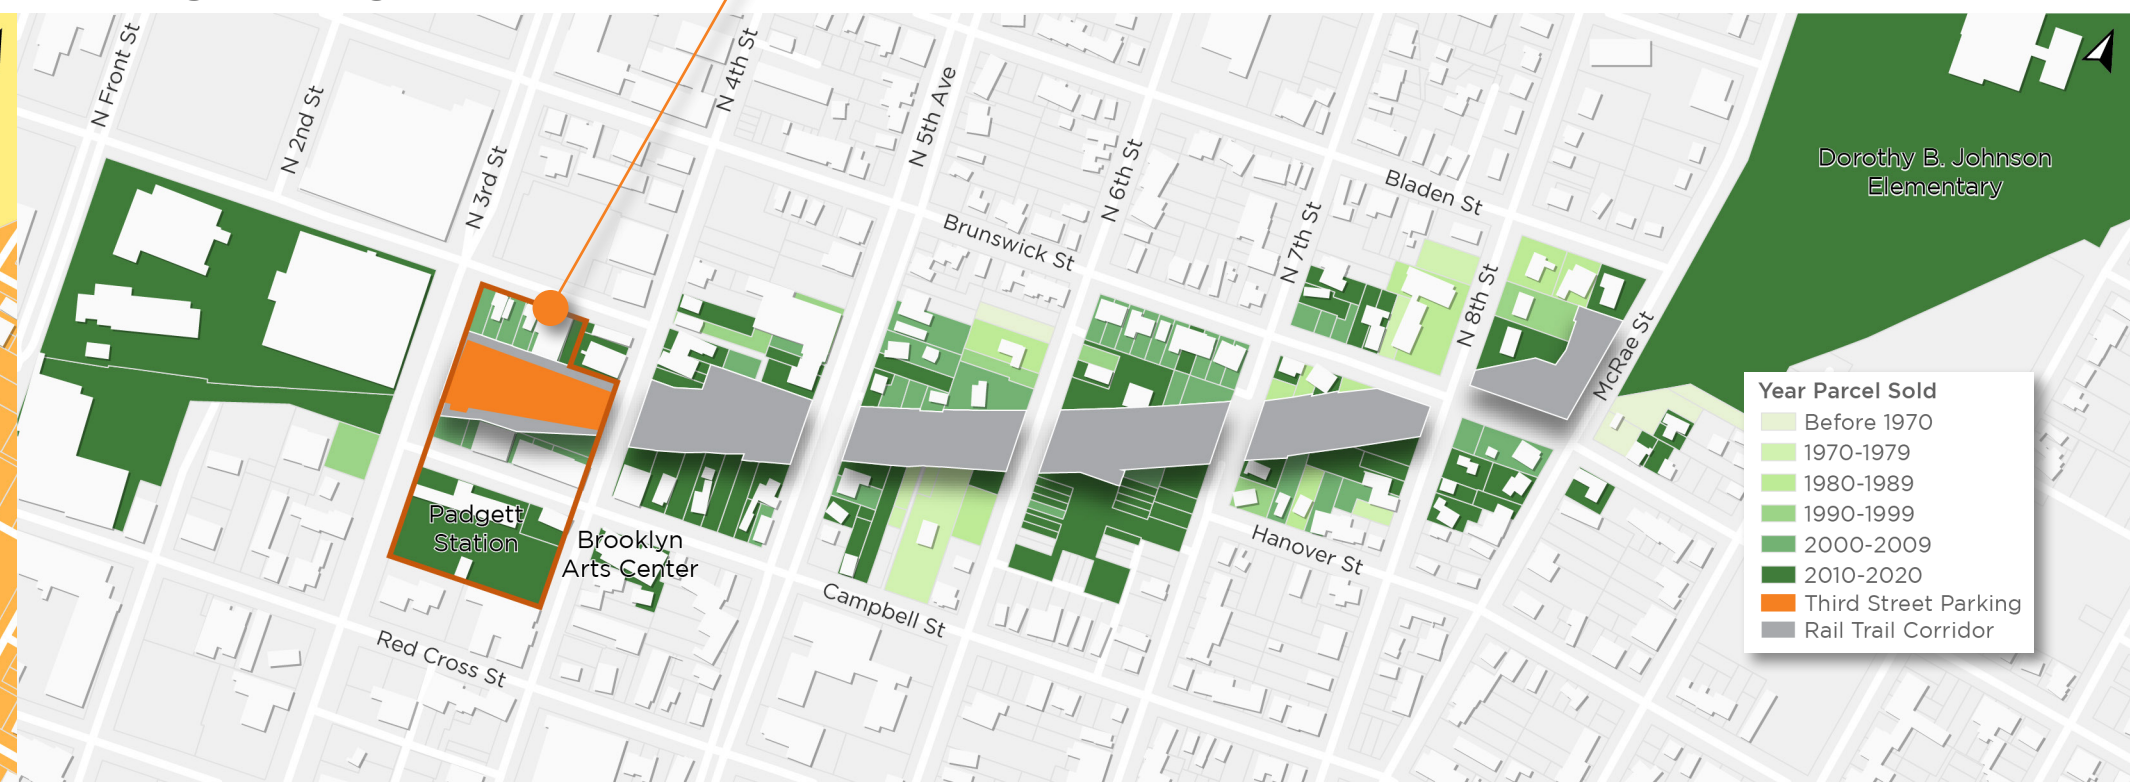 N Front St
N 2nd St
N 3rd St
N 4th St
N 5th Ave
N 6th St
N 7th St
N 8th St
McRae St
Bladen St
Brunswick St
Dorothy B. Johnson
Elementary
Padgett
Station
Brooklyn
Arts Center
Hanover St
Campbell St
Red Cross St
Year Parcel Sold
Before 1970
1970-1979
1980-1989
1990-1999
2000-2009
2010-2020
Third Street Parking
Rail Trail Corridor